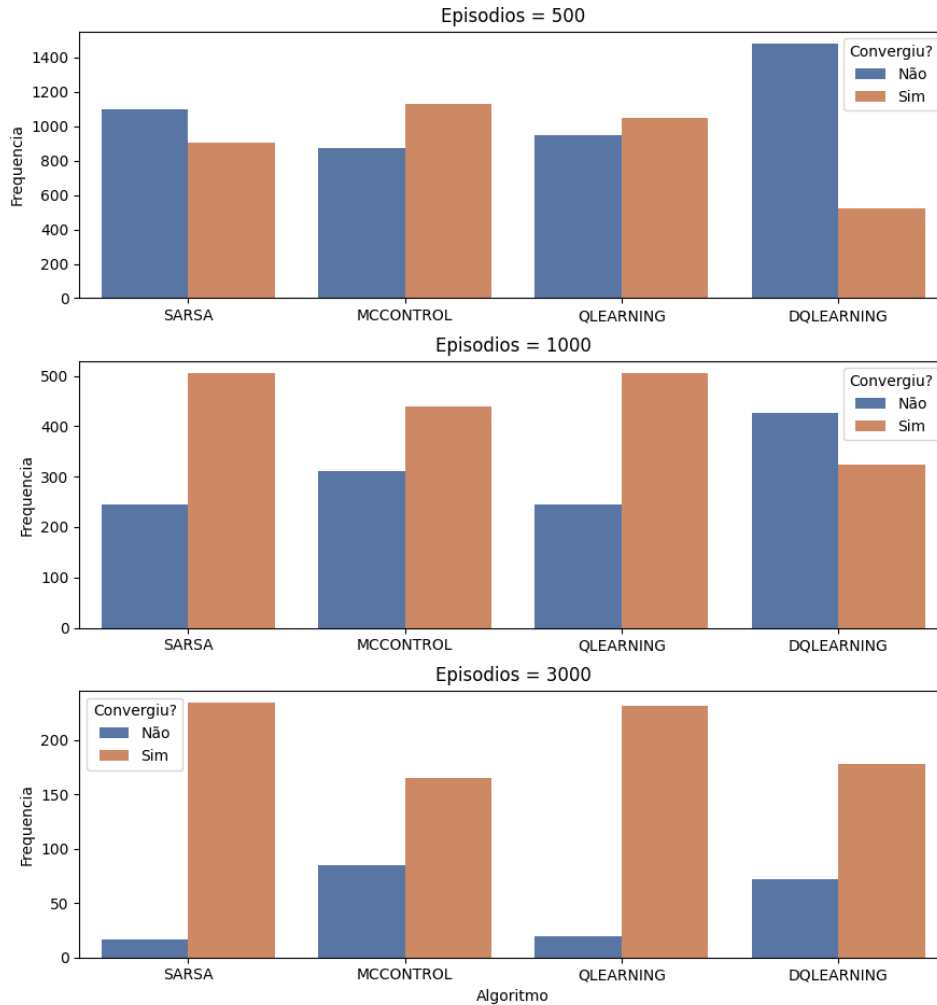 Episodios = 500
Frequencia
1400
1200
1000
800
600
400
200
0
Convergiu?
Não
Sim
SARSA MCCONTROL QLEARNING DQLEARNING
Episodios = 1000
Frequencia
500
400
300
200
100
0
Convergiu?
Não
Sim
SARSA MCCONTROL QLEARNING DQLEARNING
Episodios = 3000
Frequencia
200
150
100
50
0
Convergiu?
Não
Sim
SARSA MCCONTROL QLEARNING DQLEARNING
Algoritmo